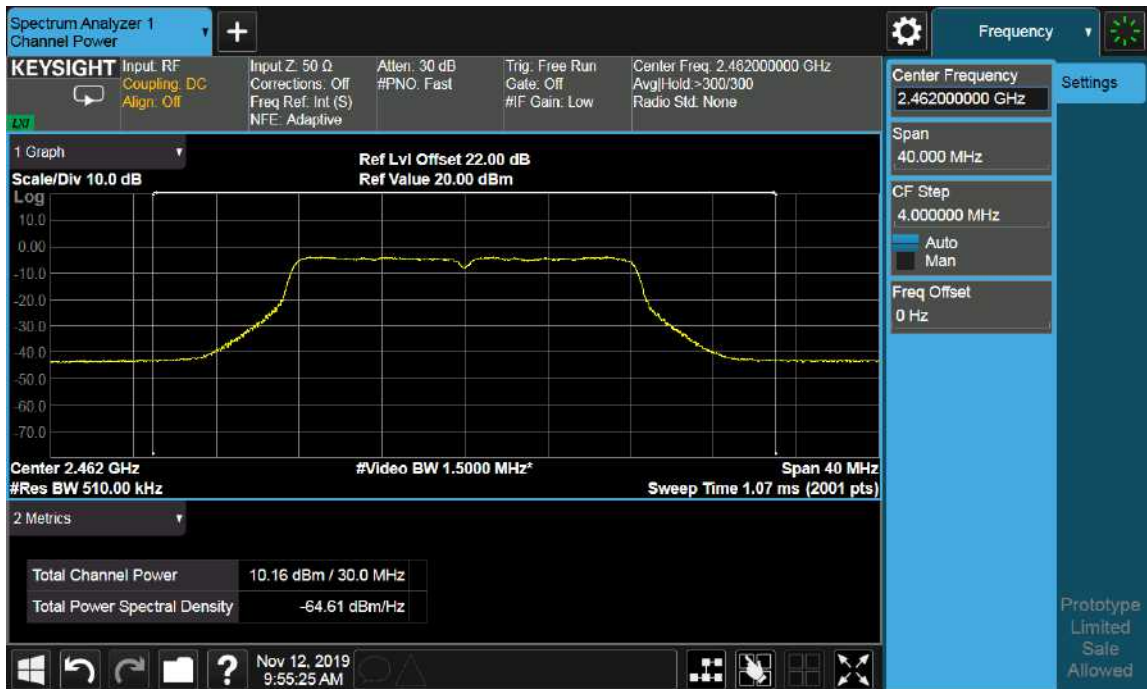 Spectrum Analyzer 1
Channel Power
+
Frequency
KEYSIGHT
LXI
Input: RF
Coupling: DC
Align: Off
Input Z: 50 Ω
Corrections: Off
Freq Ref: Int (S)
NFE: Adaptive
Atten: 30 dB
#PNO: Fast
Trig: Free Run
Gate: Off
#IF Gain: Low
Center Freq: 2.462000000 GHz
Avg|Hold:>300/300
Radio Std: None
1 Graph
Scale/Div 10.0 dB
Ref Lvl Offset 22.00 dB
Ref Value 20.00 dBm
Log
10.0
0.00
-10.0
-20.0
-30.0
-40.0
-50.0
-60.0
-70.0
Center 2.462 GHz
#Res BW 510.00 kHz
#Video BW 1.5000 MHz*
Span 40 MHz
Sweep Time 1.07 ms (2001 pts)
2 Metrics
Total Channel Power 10.16 dBm / 30.0 MHz
Total Power Spectral Density -64.61 dBm/Hz
Center Frequency
2.462000000 GHz
Span
40.000 MHz
CF Step
4.000000 MHz
Auto
Man
Freq Offset
0 Hz
Settings
Prototype
Limited
Sale
Allowed
?
Nov 12, 2019
9:55:25 AM